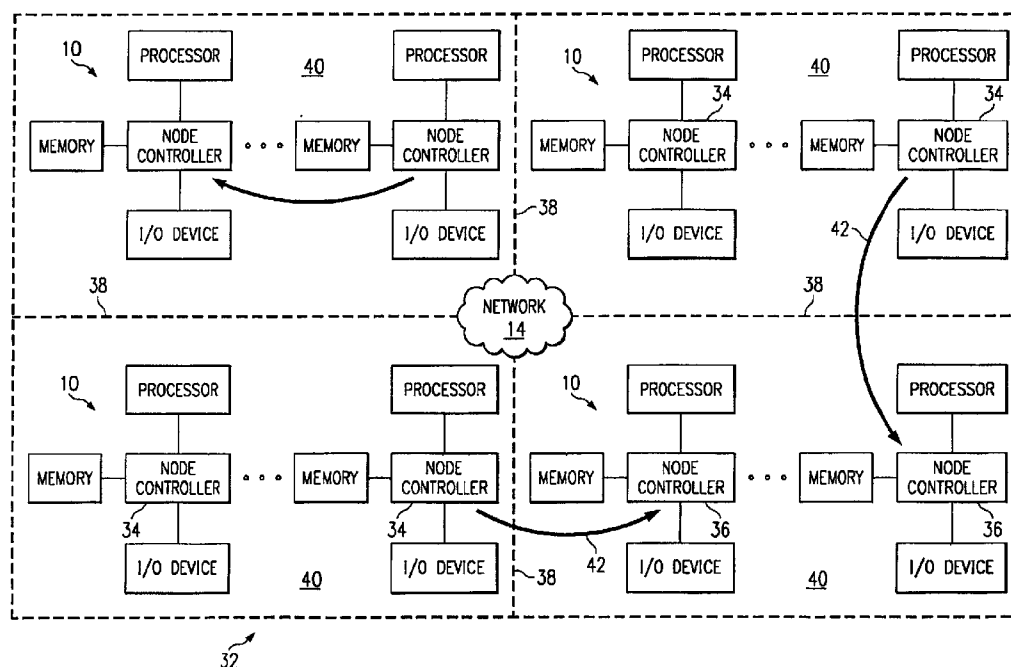 10
PROCESSOR
40
PROCESSOR
MEMORY
NODE
CONTROLLER
MEMORY
NODE
CONTROLLER
I/O DEVICE
I/O DEVICE
10
PROCESSOR
40
PROCESSOR
34
34
MEMORY
NODE
CONTROLLER
MEMORY
NODE
CONTROLLER
I/O DEVICE
I/O DEVICE
38
42
38
38
NETWORK
14
10
PROCESSOR
PROCESSOR
MEMORY
NODE
CONTROLLER
MEMORY
NODE
CONTROLLER
34
34
I/O DEVICE
I/O DEVICE
40
10
PROCESSOR
PROCESSOR
MEMORY
NODE
CONTROLLER
MEMORY
NODE
CONTROLLER
36
36
42
I/O DEVICE
I/O DEVICE
38
40
32